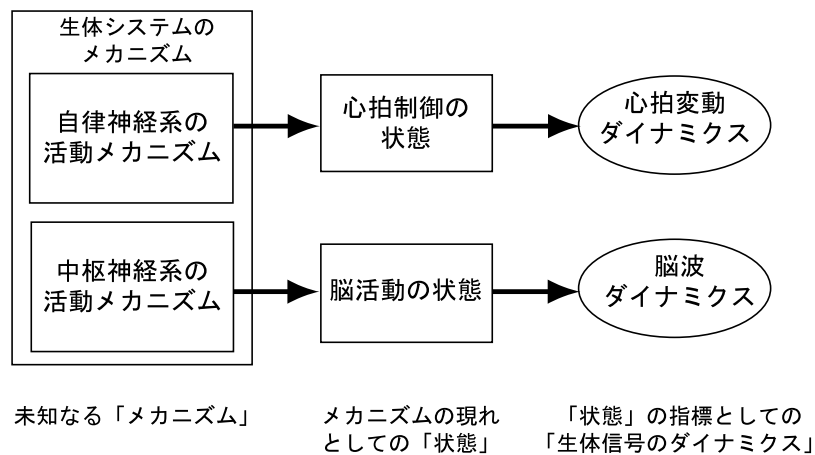 生体システムの
メカニズム
自律神経系の
活動メカニズム
心拍制御の
状態
心拍変動
ダイナミクス
中枢神経系の
活動メカニズム
脳活動の状態
脳波
ダイナミクス
未知なる「メカニズム」
メカニズムの現れ
としての「状態」
「状態」の指標としての
「生体信号のダイナミクス」